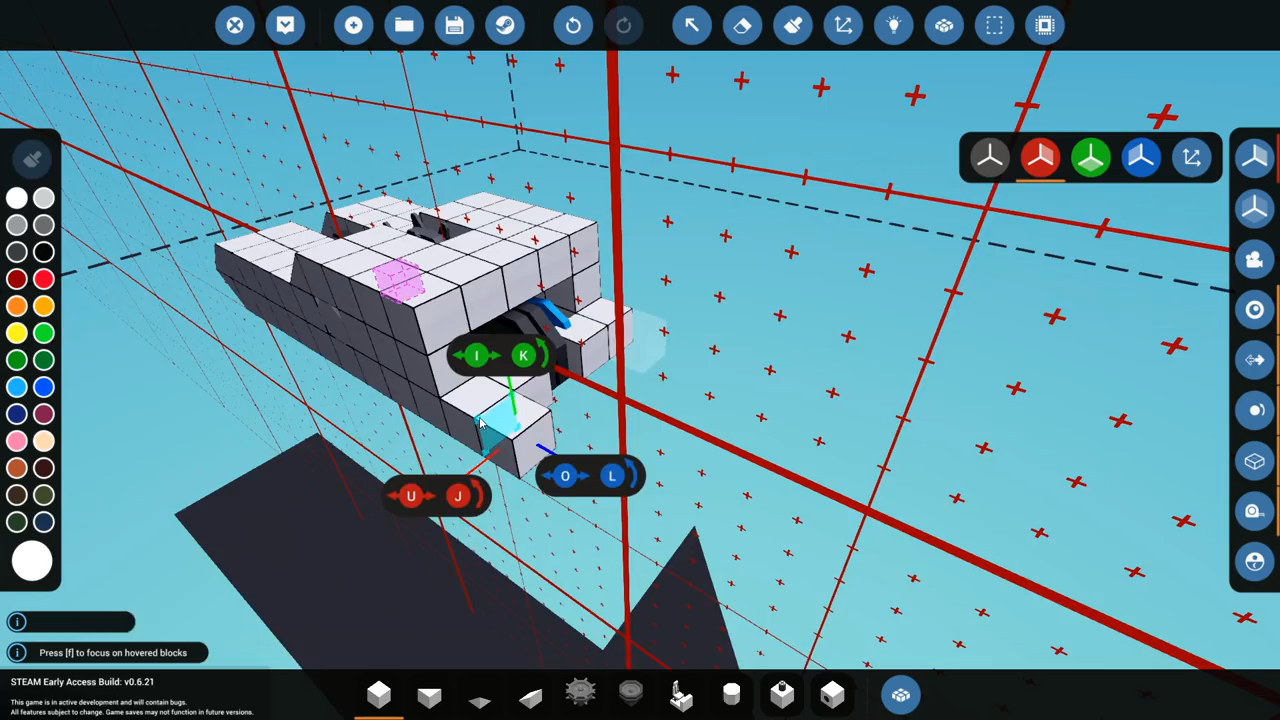 I K
O L
U J
Press [f] to focus on hovered blocks
STEAM Early Access Build: v0.6.21
This game is in active development and will contain bugs.
All features subject to change. Game saves may not function in future versions.